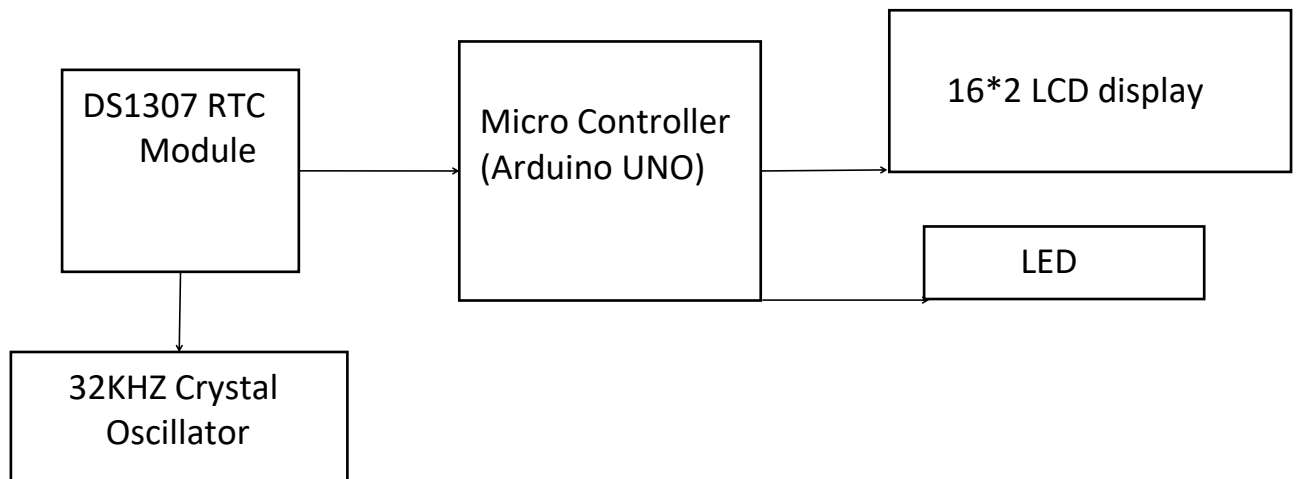 DS1307 RTC
Module
Micro Controller
(Arduino UNO)
16*2 LCD display
LED
32KHZ Crystal
Oscillator